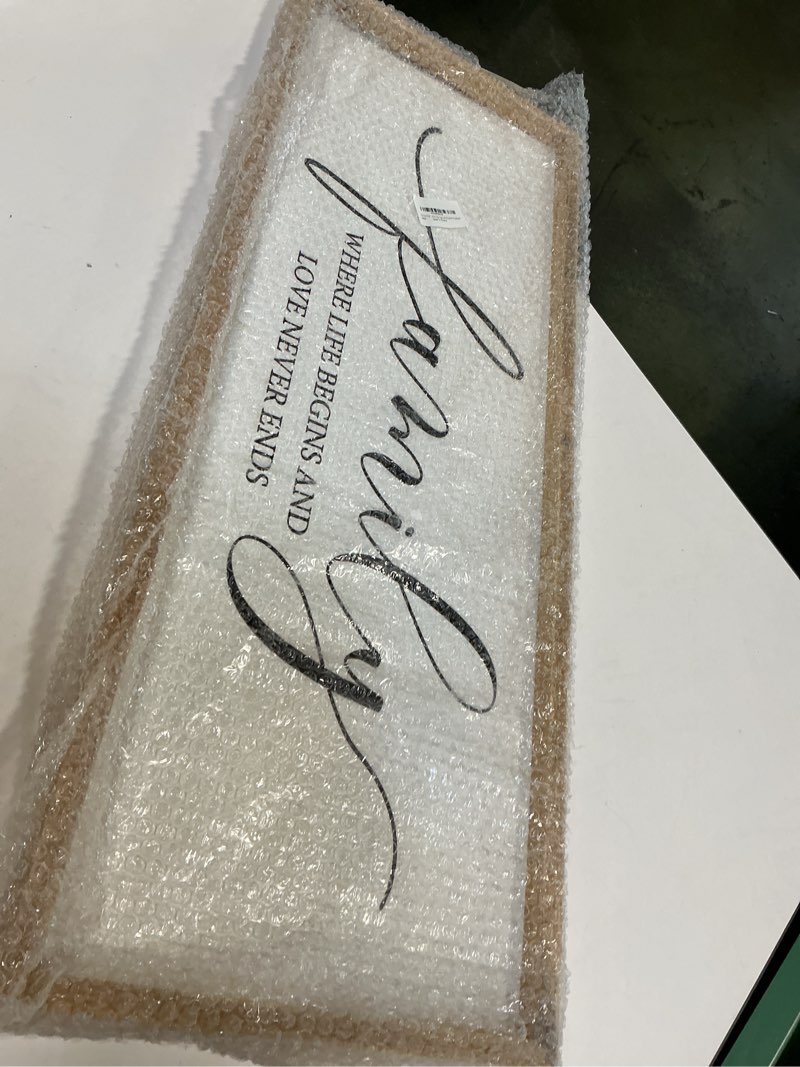 family
WHERE LIFE BEGINS AND
LOVE NEVER ENDS